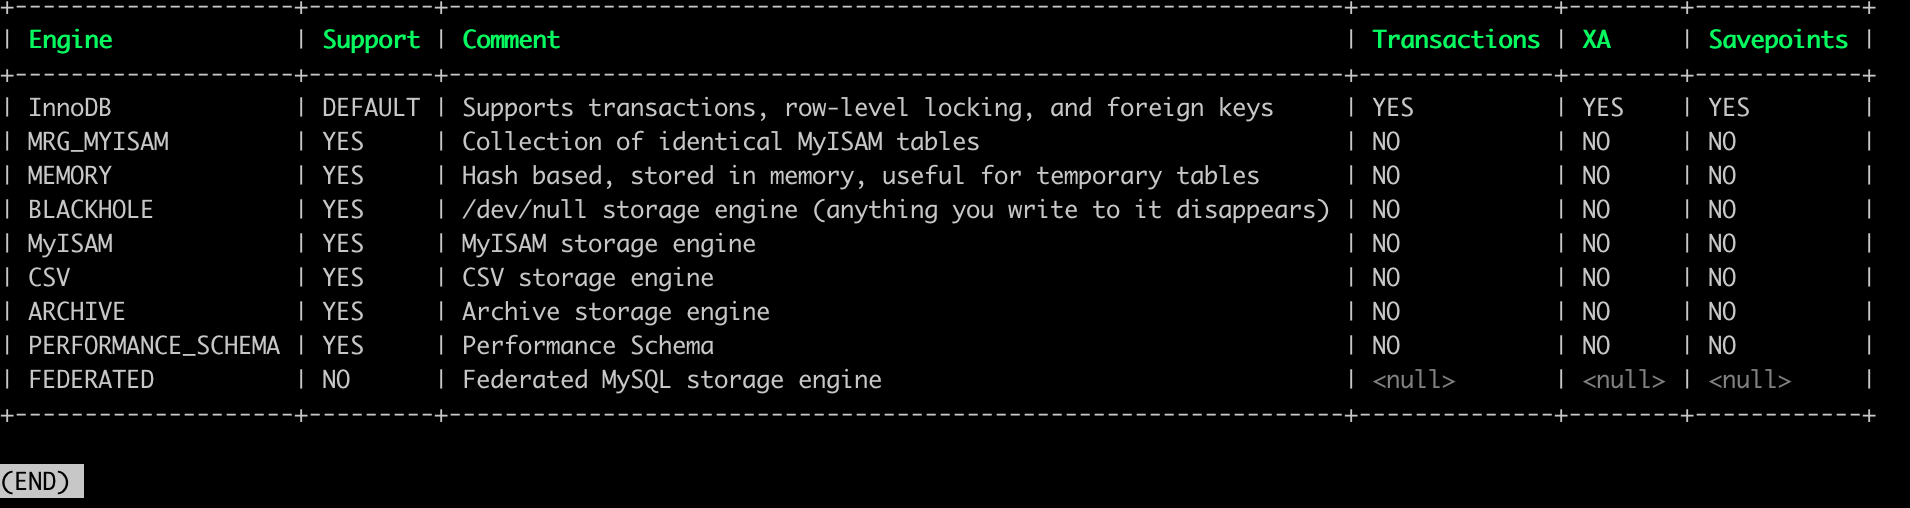 +--------------------+---------+----------------------------------------------------------------+--------------+--------+------------+
| Engine             | Support | Comment                                                        | Transactions | XA     | Savepoints |
+--------------------+---------+----------------------------------------------------------------+--------------+--------+------------+
| InnoDB             | DEFAULT | Supports transactions, row-level locking, and foreign keys     | YES          | YES    | YES        |
| MRG_MYISAM         | YES     | Collection of identical MyISAM tables                          | NO           | NO     | NO         |
| MEMORY             | YES     | Hash based, stored in memory, useful for temporary tables      | NO           | NO     | NO         |
| BLACKHOLE          | YES     | /dev/null storage engine (anything you write to it disappears) | NO           | NO     | NO         |
| MyISAM             | YES     | MyISAM storage engine                                          | NO           | NO     | NO         |
| CSV                | YES     | CSV storage engine                                             | NO           | NO     | NO         |
| ARCHIVE            | YES     | Archive storage engine                                         | NO           | NO     | NO         |
| PERFORMANCE_SCHEMA | YES     | Performance Schema                                             | NO           | NO     | NO         |
| FEDERATED          | NO      | Federated MySQL storage engine                                 | <null>       | <null> | <null>     |
+--------------------+---------+----------------------------------------------------------------+--------------+--------+------------+
(END)